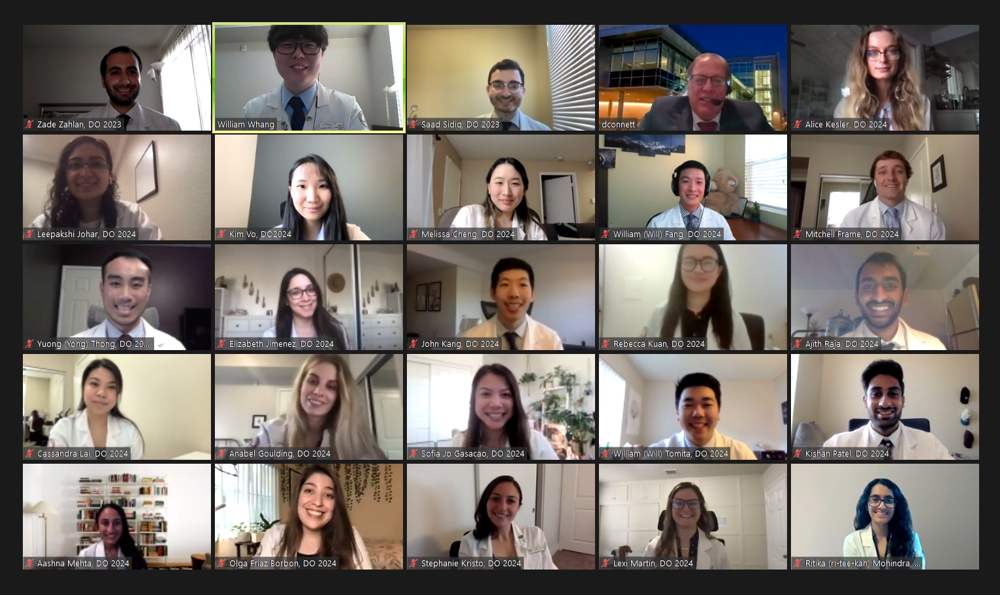 Zade Zahlan, DO 2023
William Whang
Saad Sidiq, DO 2023
dconnett
Alice Kesler, DO 2024
Leepakshi Johar, DO 2024
Kim Vo, DO2024
Melissa Cheng, DO 2024
William (Will) Fang, DO 2024
Mitchell Frame, DO 2024
Yuong (Yong) Thong, DO 20...
Elizabeth Jimenez, DO 2024
John Kang, DO 2024
Rebecca Kuan, DO 2024
Ajith Raja, DO 2024
Cassandra Lai, DO 2024
Anabel Goulding, DO 2024
Sofia Jo Gasacao, DO 2024
William (Will) Tomita, DO 2024
Kishan Patel, DO 2024
Aashna Mehta, DO 2024
Olga Friaz Borbon, DO 2024
Stephanie Kristo, DO 2024
Lexi Martin, DO 2024
Ritika (ri-tee-kah) Mohindra, ...